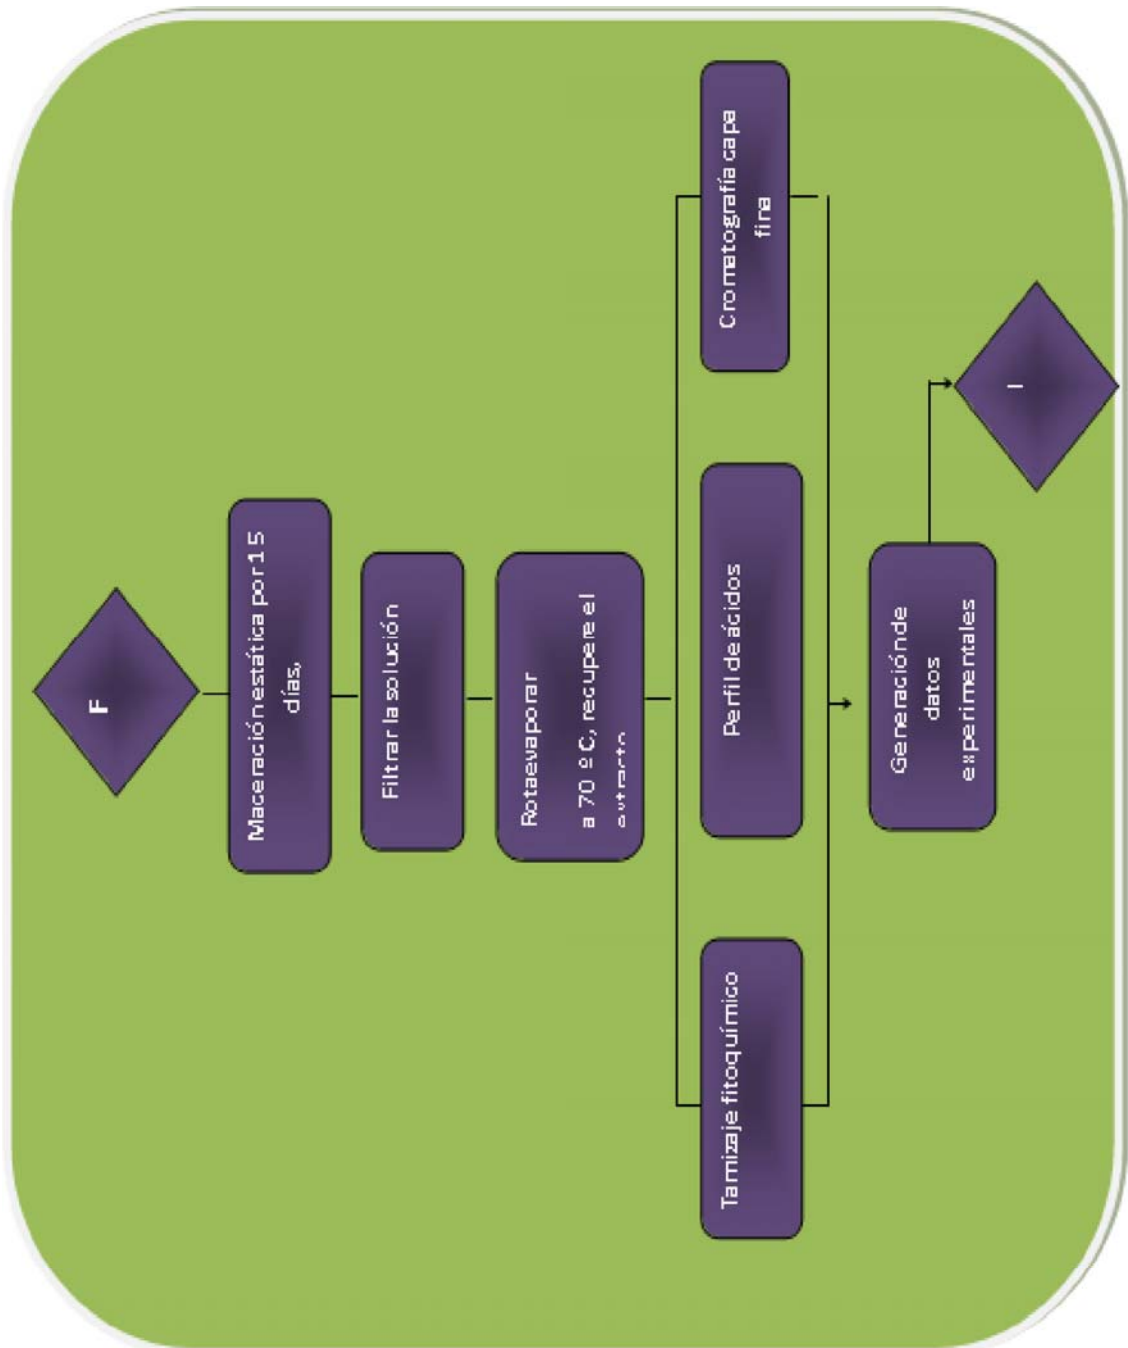 F
Maceración estática por 15
días,
Filtrar la solución
Rotaevaporar
a 70 º C, recupere el
extracto
Tamizaje fitoquímico
Perfil de ácidos
Cromatografía capa
fina
Generación de
datos
experimentales
I